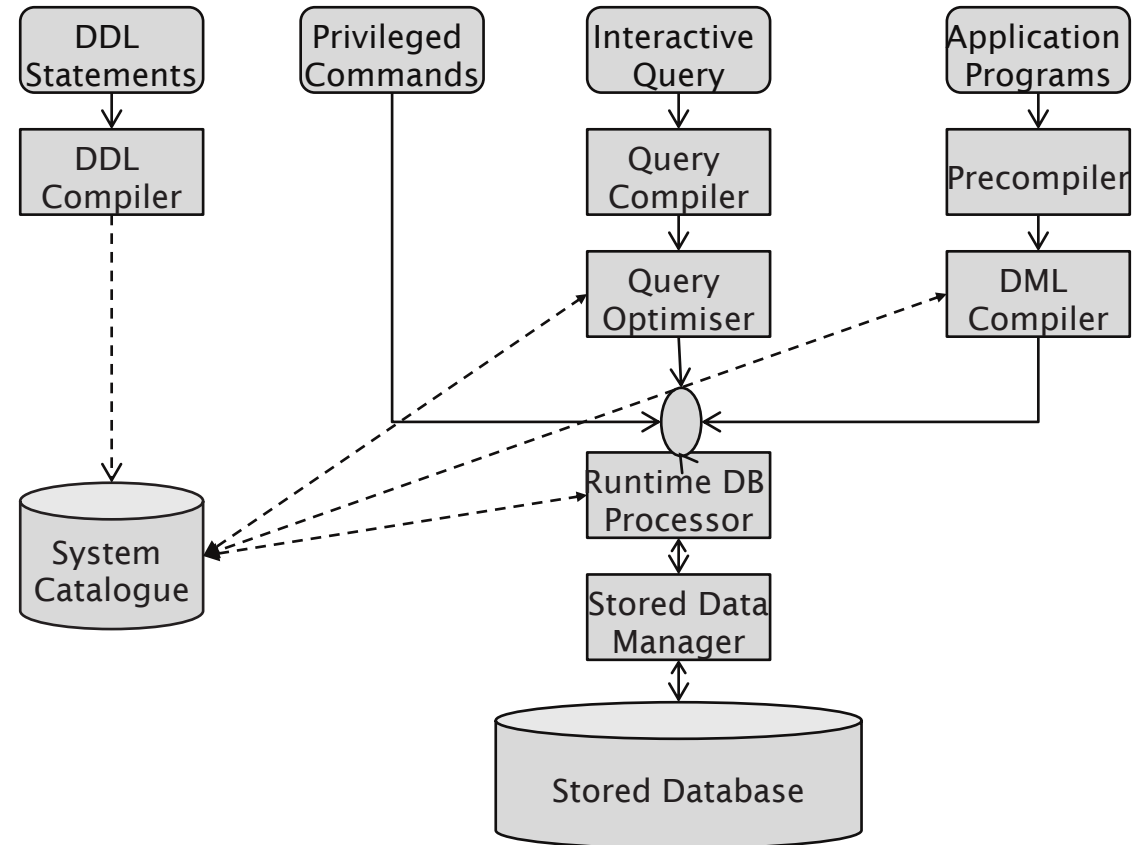 DDL
Statements
Privileged
Commands
Interactive
Query
Application
Programs
DDL
Compiler
Query
Compiler
Precompiler
Query
Optimiser
DML
Compiler
Runtime DB
Processor
System
Catalogue
Stored Data
Manager
Stored Database